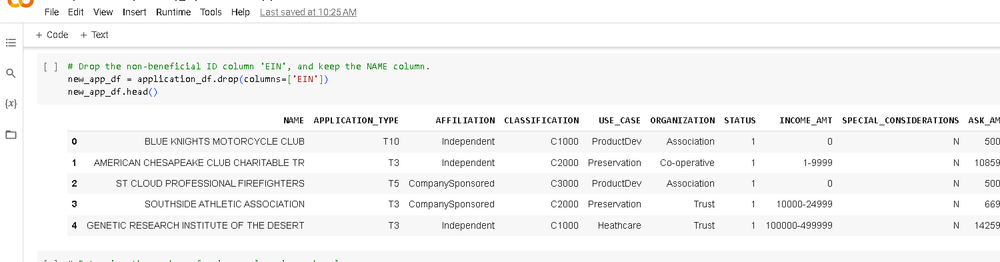 File Edit View Insert Runtime Tools Help Last saved at 10:25 AM
+ Code + Text
[ ] # Drop the non-beneficial ID column 'EIN', and keep the NAME column.
new_app_df = application_df.drop(columns=['EIN'])
new_app_df.head()
{x}
NAME APPLICATION_TYPE AFFILIATION CLASSIFICATION USE_CASE ORGANIZATION STATUS INCOME_AMT SPECIAL_CONSIDERATIONS ASK_AM
0 BLUE KNIGHTS MOTORCYCLE CLUB T10 Independent C1000 ProductDev Association 1 0 N 500
1 AMERICAN CHESAPEAKE CLUB CHARITABLE TR T3 Independent C2000 Preservation Co-operative 1 1-9999 N 10859
2 ST CLOUD PROFESSIONAL FIREFIGHTERS T5 CompanySponsored C3000 ProductDev Association 1 0 N 500
3 SOUTHSIDE ATHLETIC ASSOCIATION T3 CompanySponsored C2000 Preservation Trust 1 10000-24999 N 669
4 GENETIC RESEARCH INSTITUTE OF THE DESERT T3 Independent C1000 Heathcare Trust 1 100000-499999 N 14259